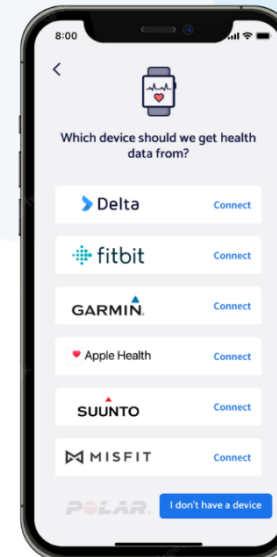 8:00
Which device should we get health
data from?
Delta Connect
fitbit Connect
GARMIN. Connect
Apple Health Connect
SUUNTO Connect
MISFIT Connect
POLAR. I don't have a device